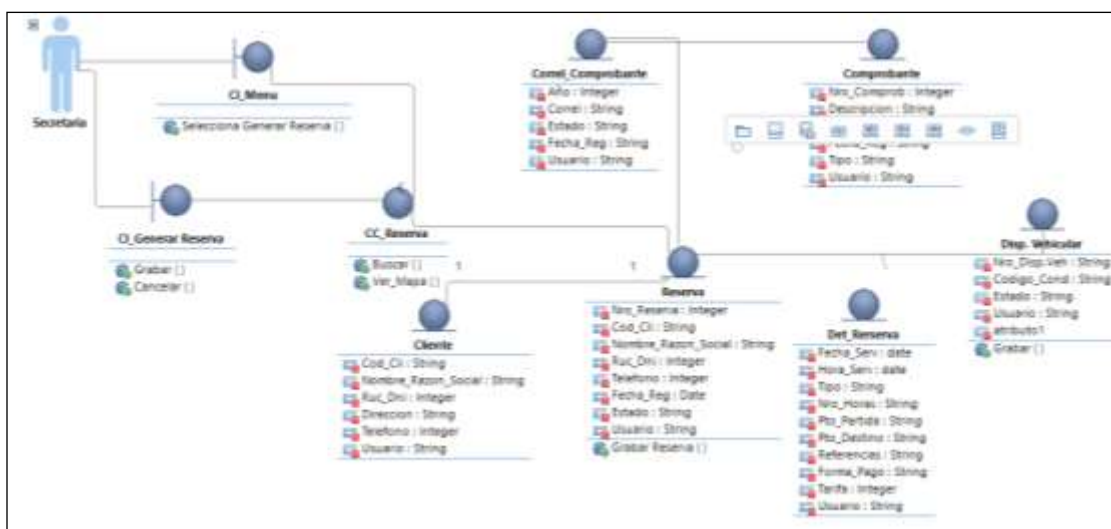 Secretaria
CI_Menu
Selecciona Generar Reserva ()
CI_Generar Reserva
Grabar ()
Cancelar ()
CC_Reserva
Buscar ()
Ver_Mapa ()
1
1
Correl_Comprobante
Año : Integer
Correl : String
Estado : String
Fecha_Reg : String
Usuario : String
Comprobante
Nro_Comprob : Integer
Descripcion : String
Fecha_Reg : String
Tipo : String
Usuario : String
Disp. Vehicular
Nro_Disp.Veh : String
Codigo_Cond : String
Estado : String
Usuario : String
atributo1
Grabar ()
Reserva
Nro_Reserva : Integer
Cod_Cli : String
Nombre_Razon_Social : String
Ruc_Dni : Integer
Telefono : Integer
Fecha_Reg : Date
Estado : String
Usuario : String
Grabar Reserva ()
Cliente
Cod_Cli : String
Nombre_Razon_Social : String
Ruc_Dni : Integer
Direccion : String
Telefono : Integer
Usuario : String
Det_Rerserva
Fecha_Serv : date
Hora_Serv : date
Tipo : String
Nro_Horas : String
Pto_Partida : String
Pto_Destino : String
Referencias : String
Forma_Pago : String
Tarifa : Integer
Usuario : String